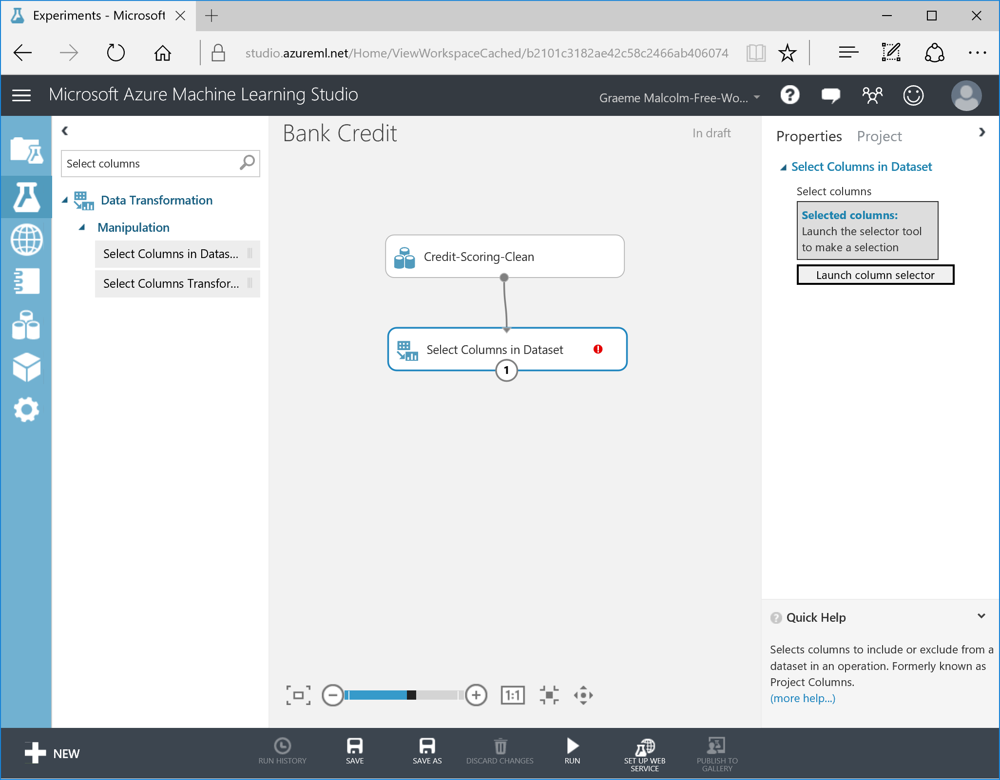 Experiments - Microsoft
studio.azureml.net/Home/ViewWorkspaceCached/b2101c3182ae42c58c2466ab406074
Microsoft Azure Machine Learning Studio
Graeme Malcolm-Free-Wo...
Select columns
Data Transformation
Manipulation
Select Columns in Datas...
Select Columns Transfor...
Bank Credit
In draft
Credit-Scoring-Clean
Select Columns in Dataset
1
Properties Project
Select Columns in Dataset
Select columns
Selected columns:
Launch the selector tool
to make a selection
Launch column selector
Quick Help
Selects columns to include or exclude from a
dataset in an operation. Formerly known as
Project Columns.
(more help...)
1:1
NEW
RUN HISTORY
SAVE
SAVE AS
DISCARD CHANGES
RUN
SET UP WEB
SERVICE
PUBLISH TO
GALLERY